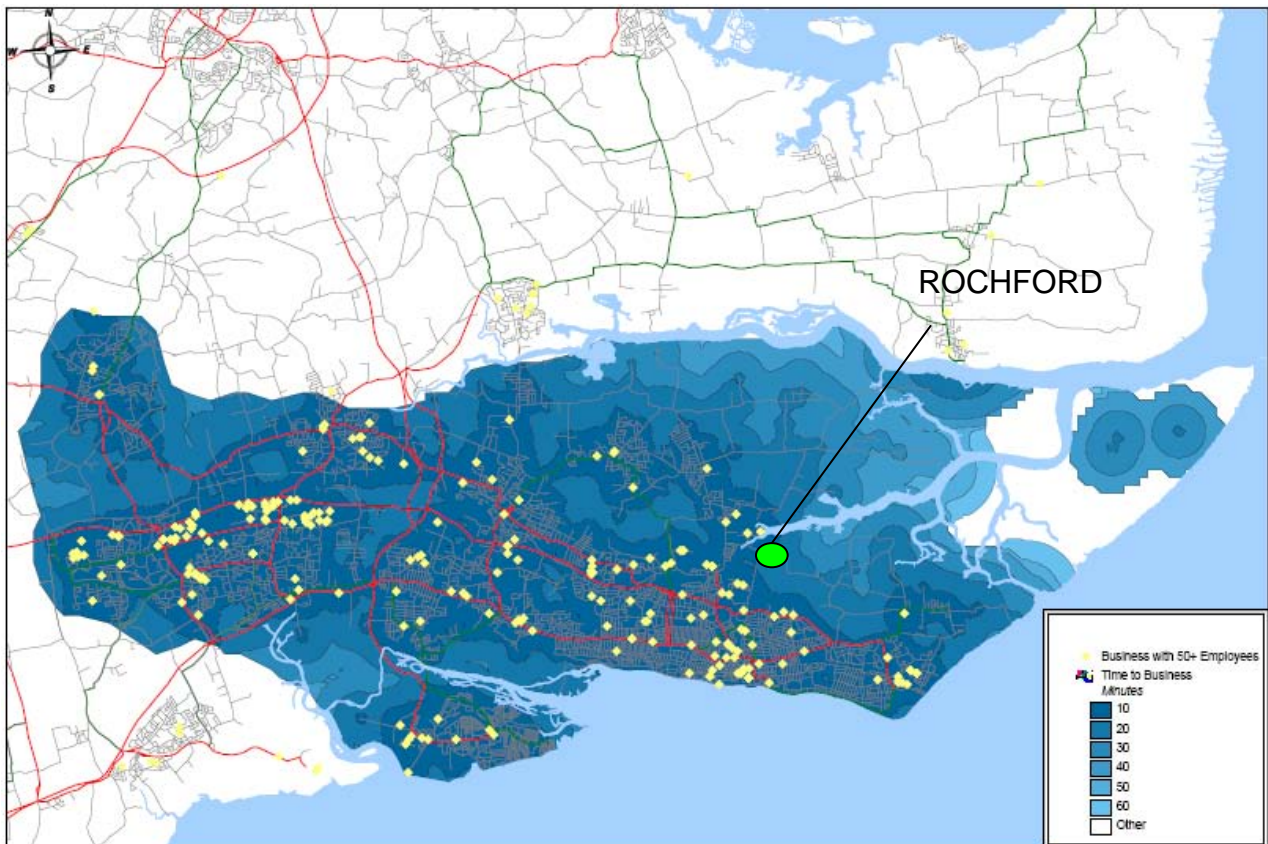 N
W E
S
ROCHFORD
Business with 50+ Employees
Time to Business
Minutes
10
20
30
40
50
60
Other